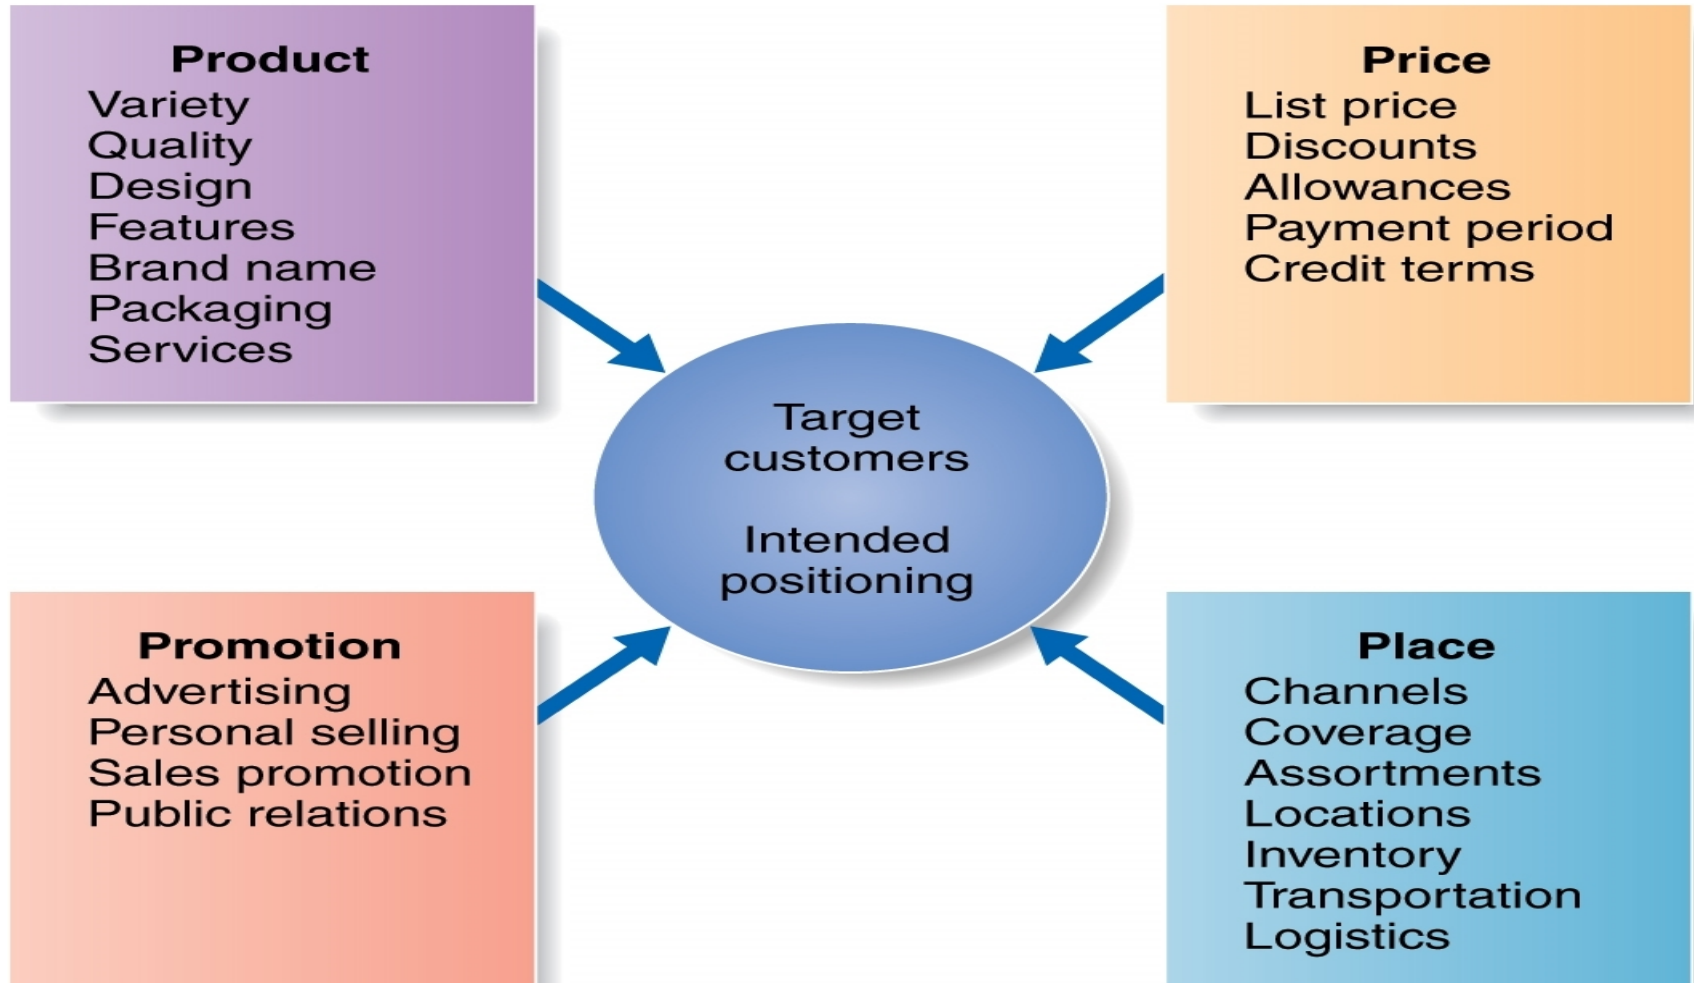 Product
Variety
Quality
Design
Features
Brand name
Packaging
Services
Price
List price
Discounts
Allowances
Payment period
Credit terms
Target
customers
Intended
positioning
Promotion
Advertising
Personal selling
Sales promotion
Public relations
Place
Channels
Coverage
Assortments
Locations
Inventory
Transportation
Logistics